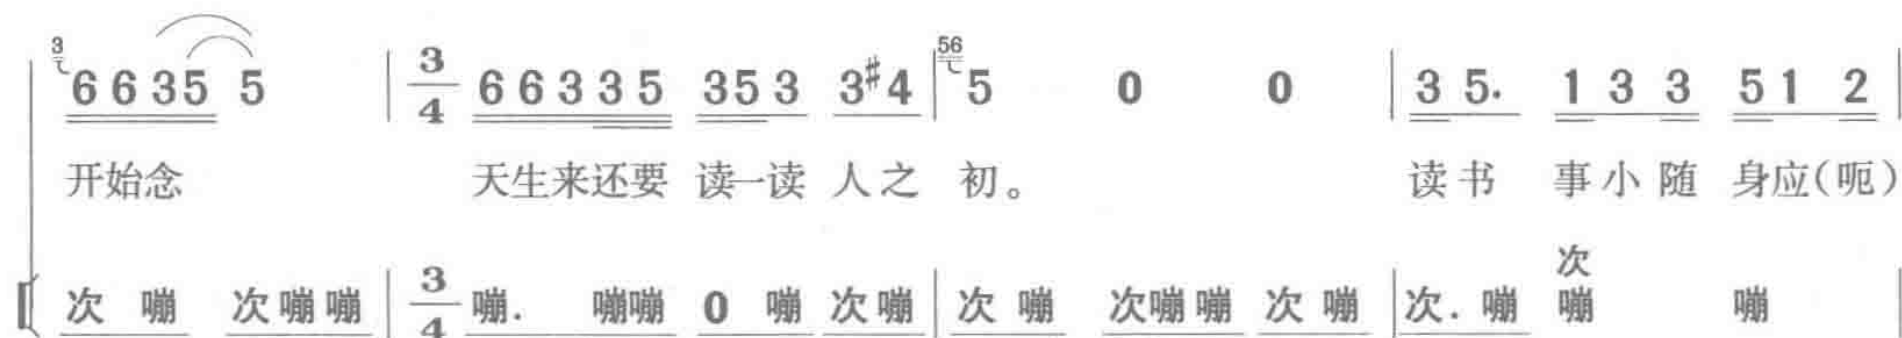 3 6 6 3 5 5 | 3/4 6 6 3 3 5 3 5 3 3 #4 | 56 5 0 0 | 3 5. 1 3 3 5 1 2 |
开始念 天生来还要 读一读 人之 初。 读书 事小随 身应(呃)
次
次 嘣 次嘣嘣 | 3/4 嘣. 嘣嘣 0 嘣 次嘣 | 次 嘣 次嘣嘣 次 嘣 | 次. 嘣 嘣 嘣 |